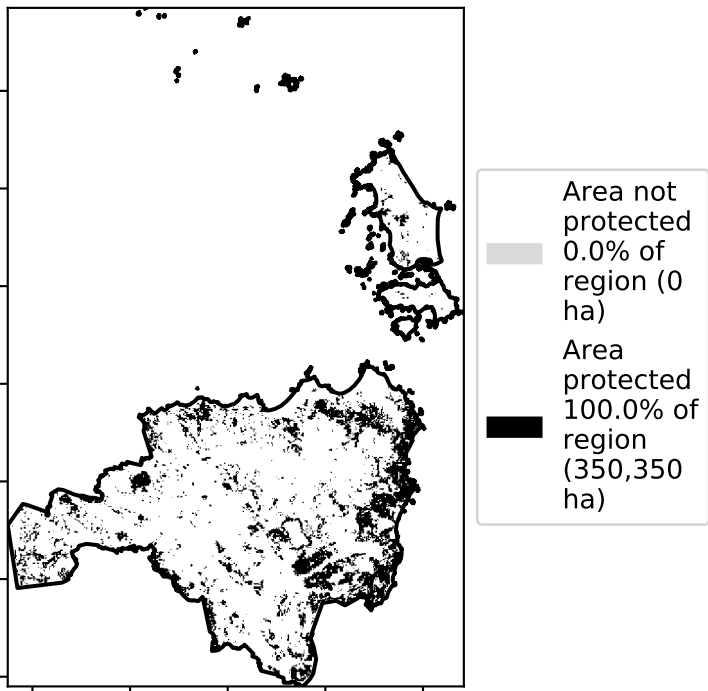 Area not
protected
0.0% of
region (0
ha)
Area
protected
100.0% of
region
(350,350
ha)